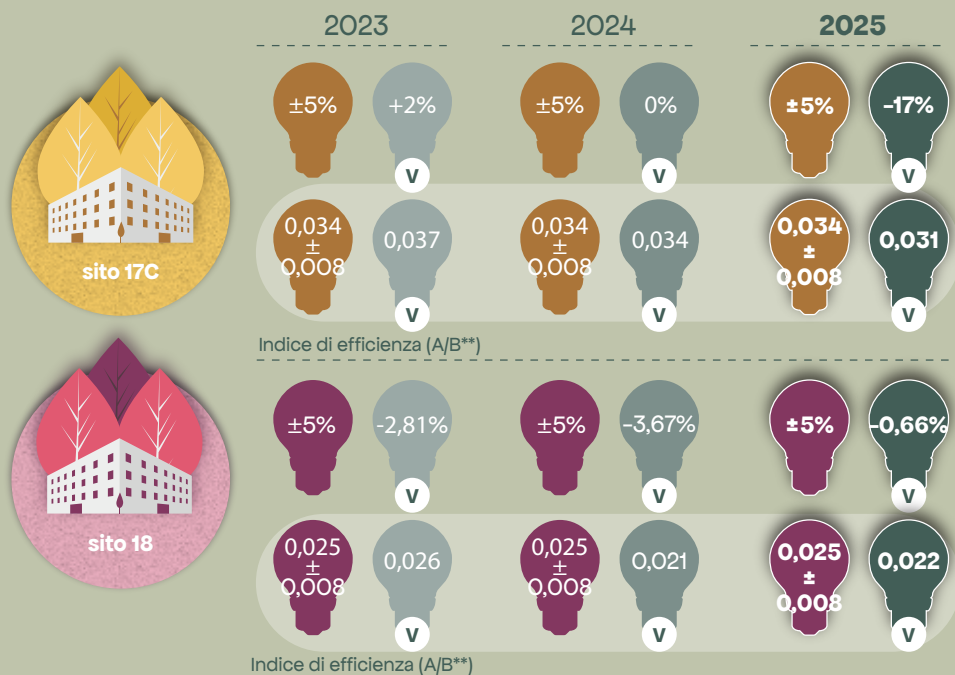 2023 2024 2025
±5% +2% ±5% 0% ±5% -17%
V V V
0,034 ± 0,008 0,037 0,034 ± 0,008 0,034 0,034 ± 0,008 0,031
sito 17C
V V V
Indice di efficienza (A/B**)
±5% -2,81% ±5% -3,67% ±5% -0,66%
V V V
sito 18
0,025 ± 0,008 0,026 0,025 ± 0,008 0,021 0,025 ± 0,008 0,022
V V V
Indice di efficienza (A/B**)